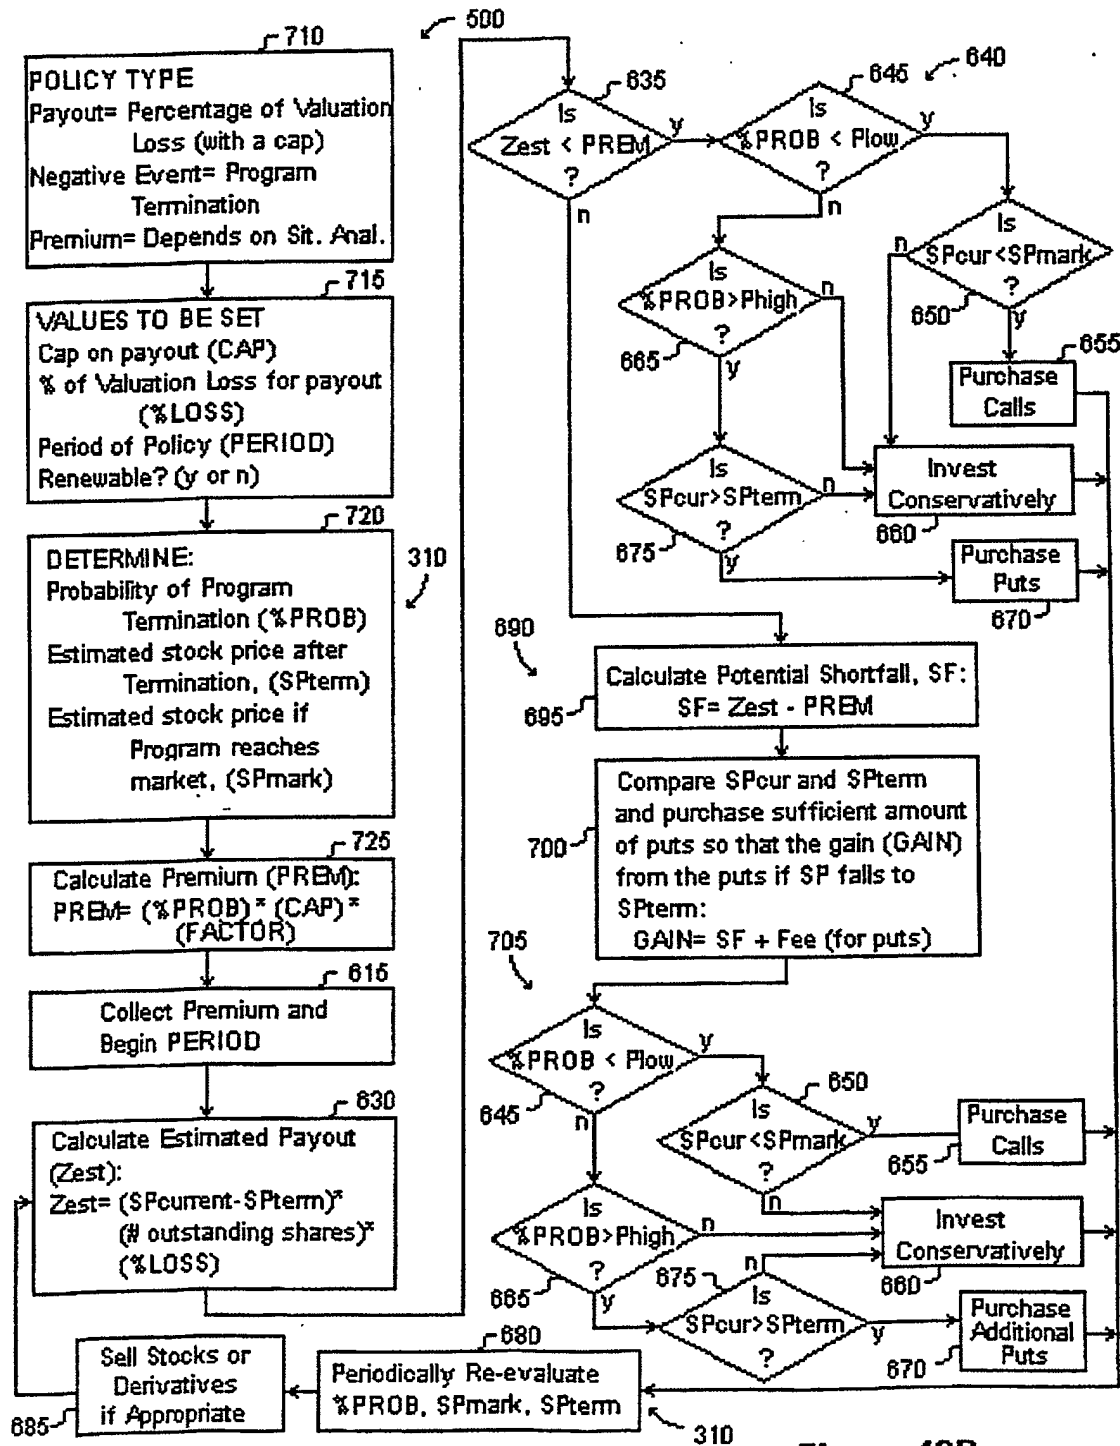 500
710
POLICY TYPE
Payout= Percentage of Valuation
Loss (with a cap)
Negative Event= Program
Termination
Premium= Depends on Sit. Anal.
715
VALUES TO BE SET
Cap on payout (CAP)
% of Valuation Loss for payout
(%LOSS)
Period of Policy (PERIOD)
Renewable? (y or n)
720
DETERMINE:
Probability of Program
Termination (%PROB)
Estimated stock price after
Termination, (SPterm)
Estimated stock price if
Program reaches
market, (SPmark)
310
725
Calculate Premium (PREM):
PREM= (%PROB)* (CAP)*
(FACTOR)
615
Collect Premium and
Begin PERIOD
630
Calculate Estimated Payout
(Zest):
Zest= (SPcurrent-SPterm)*
(# outstanding shares)*
(%LOSS)
635
Is
Zest < PREM
?
y
n
645
640
Is
%PROB < Plow
?
y
n
Is
SPcur<SPmark
?
n
y
650
655
Purchase
Calls
Is
%PROB>Phigh
?
n
y
665
Is
SPcur>SPterm
?
n
y
675
Invest
Conservatively
660
Purchase
Puts
670
690
Calculate Potential Shortfall, SF:
SF= Zest - PREM
695
Compare SPcur and SPterm
and purchase sufficient amount
of puts so that the gain (GAIN)
from the puts if SP falls to
SPterm:
GAIN= SF + Fee (for puts)
700
705
Is
%PROB < Plow
?
y
n
645
650
Is
SPcur<SPmark
?
y
n
Purchase
Calls
655
Is
%PROB>Phigh
?
n
y
665
Invest
Conservatively
660
675
n
Is
SPcur>SPterm
?
y
Purchase
Additional
Puts
670
680
Periodically Re-evaluate
%PROB, SPmark, SPterm
310
Sell Stocks or
Derivatives
if Appropriate
685